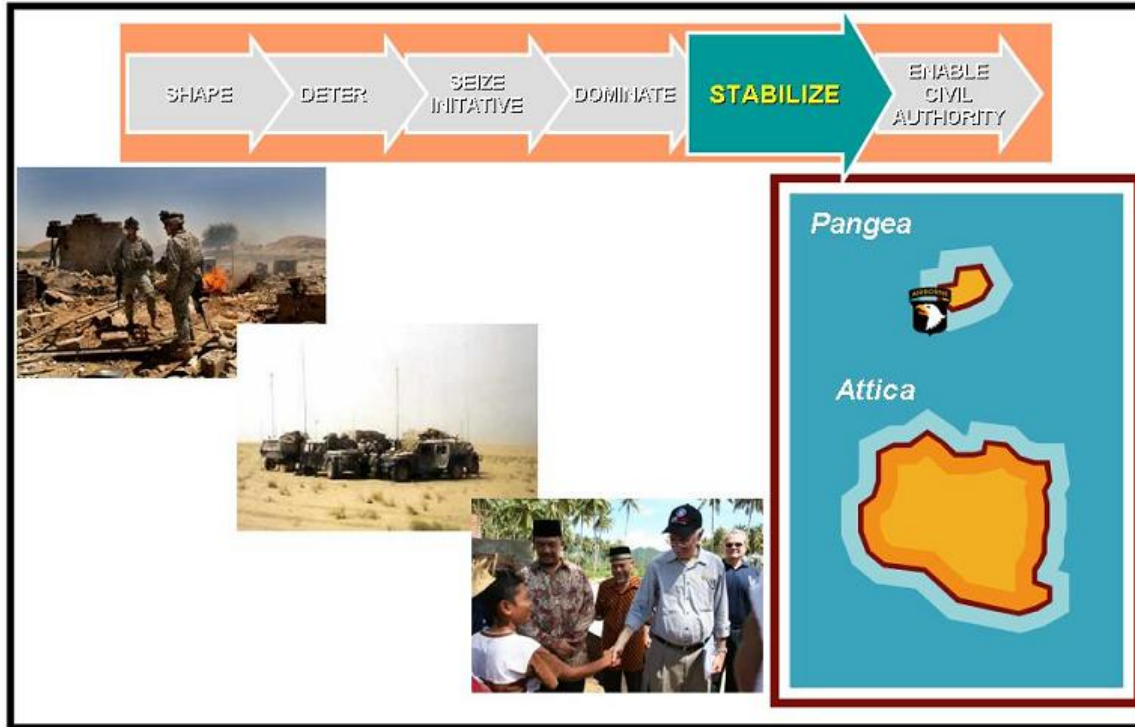 SHAPE
DETER
SEIZE
INITATIVE
DOMINATE
STABILIZE
ENABLE
CIVIL
AUTHORITY
Pangea
AIRBORNE
Attica